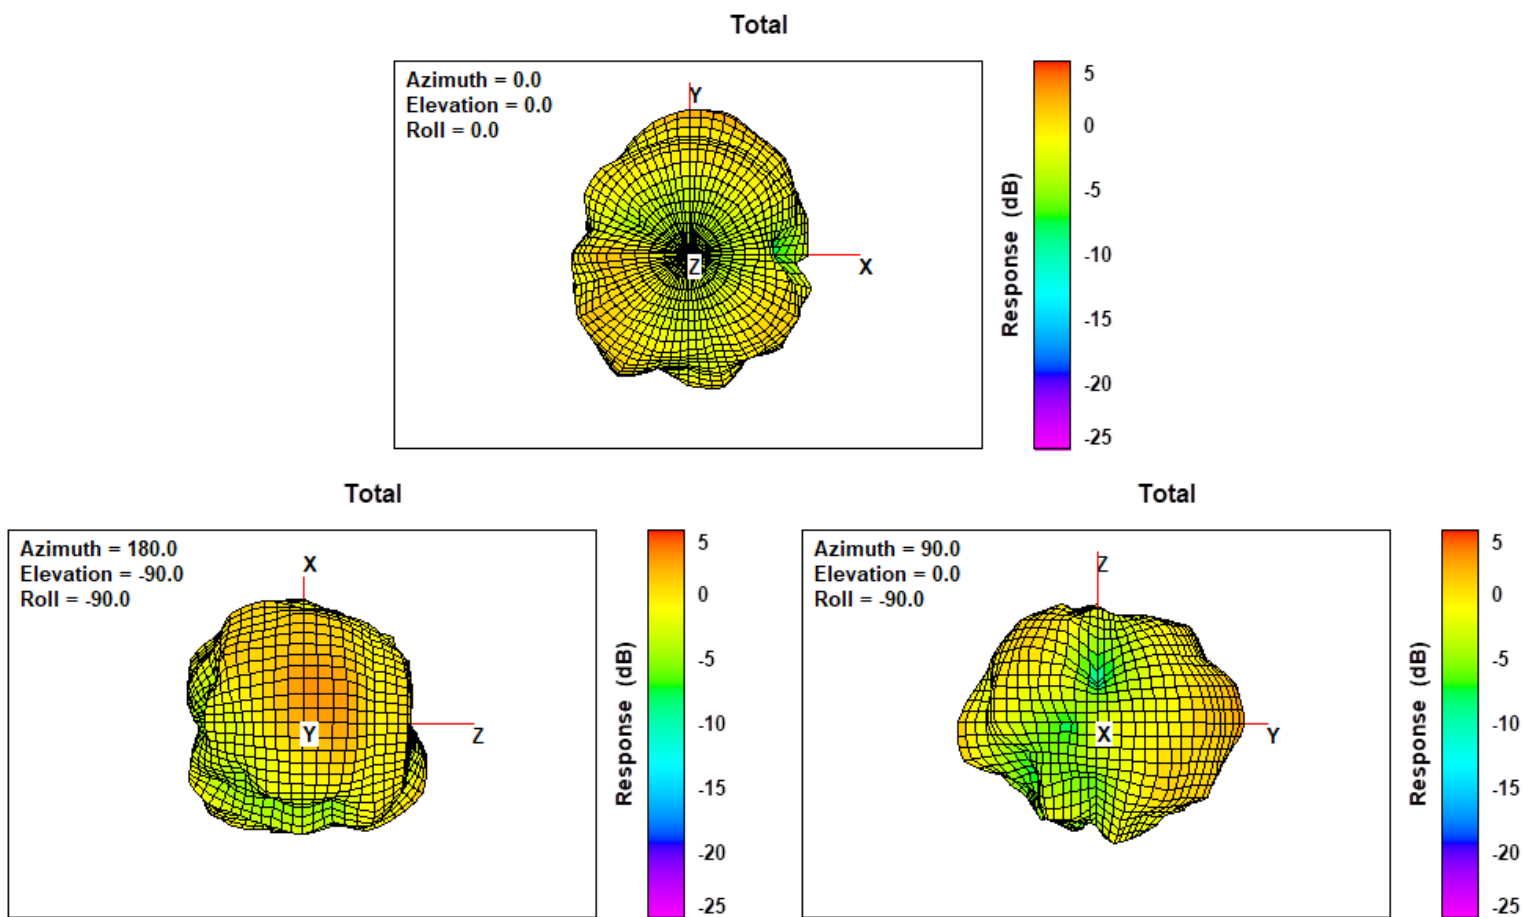 Total
Azimuth = 0.0
Elevation = 0.0
Roll = 0.0
Y
Z
X
Response (dB)
5
0
-5
-10
-15
-20
-25
Total
Azimuth = 180.0
Elevation = -90.0
Roll = -90.0
X
Y
Z
Response (dB)
5
0
-5
-10
-15
-20
-25
Total
Azimuth = 90.0
Elevation = 0.0
Roll = -90.0
Z
X
Y
Response (dB)
5
0
-5
-10
-15
-20
-25